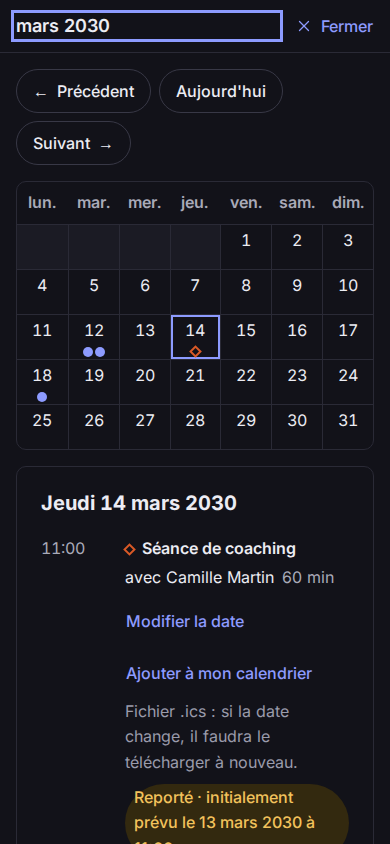 mars 2030
Fermer
← Précédent
Aujourd'hui
Suivant →
lun. mar. mer. jeu. ven. sam. dim.
1 2 3
4 5 6 7 8 9 10
11 12 13 14 15 16 17
18 19 20 21 22 23 24
25 26 27 28 29 30 31
Jeudi 14 mars 2030
11:00 Séance de coaching
avec Camille Martin 60 min
Modifier la date
Ajouter à mon calendrier
Fichier .ics : si la date
change, il faudra le
télécharger à nouveau.
Reporté · initialement
prévu le 13 mars 2030 à